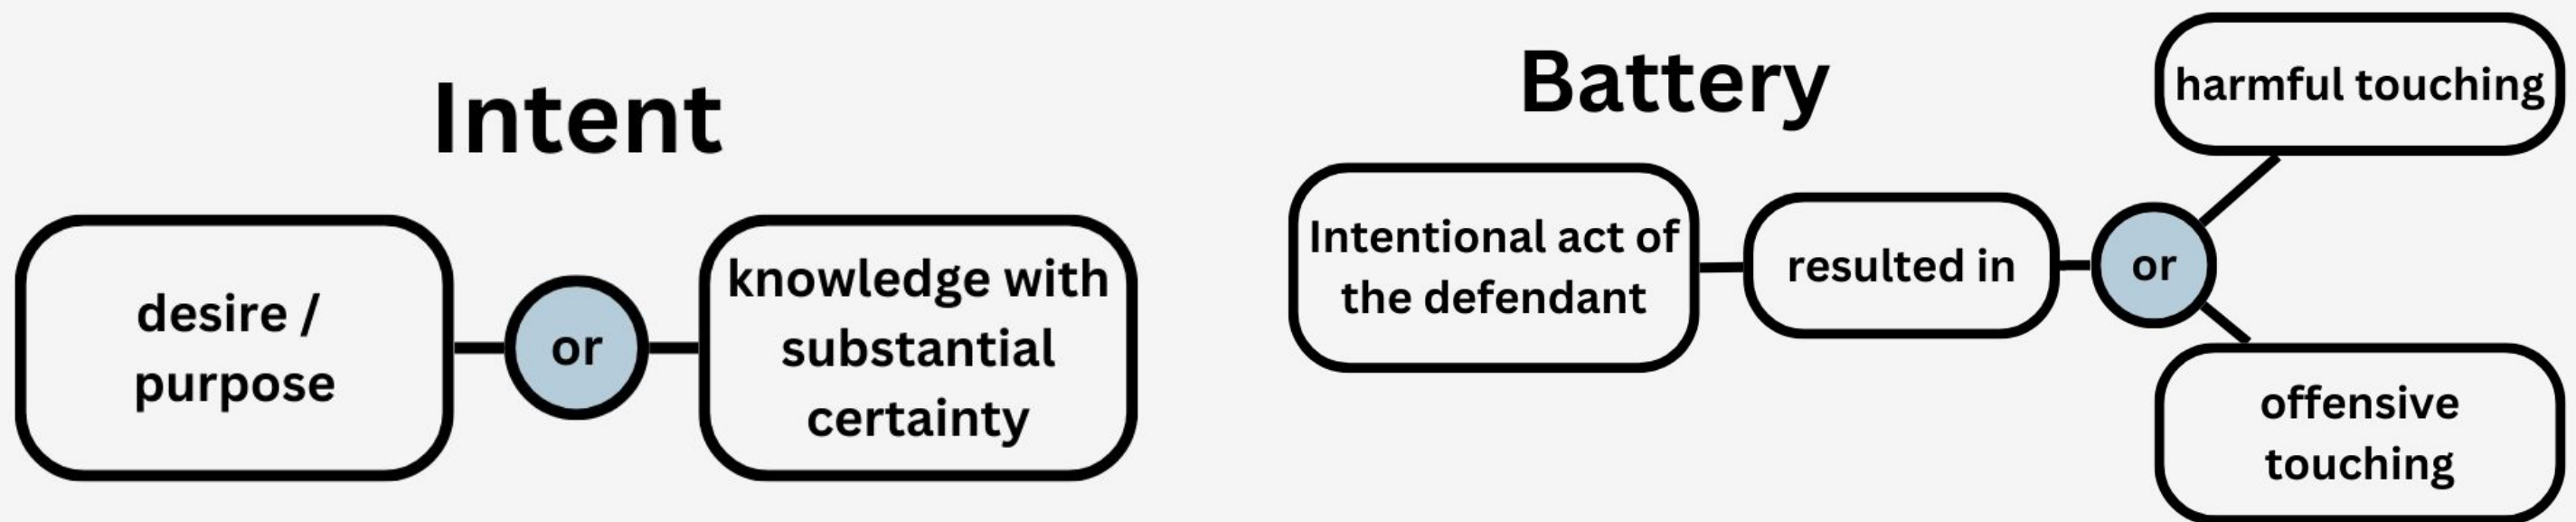 Intent
desire /
purpose
or
knowledge with
substantial
certainty
Battery
Intentional act of
the defendant
resulted in
or
harmful touching
offensive
touching